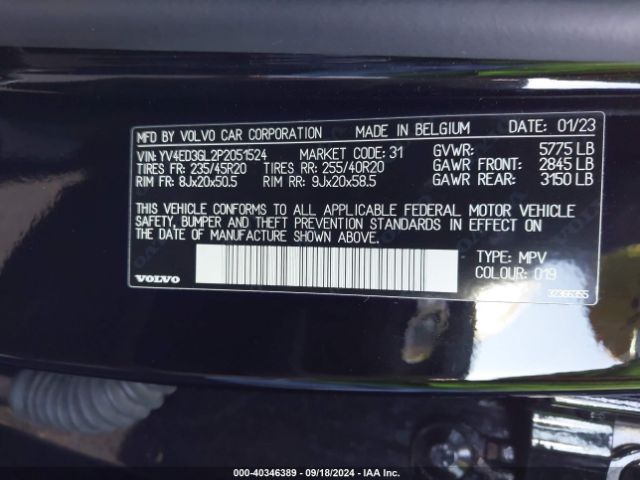 MFD BY VOLVO CAR CORPORATION MADE IN BELGIUM DATE: 01/23
VIN: YV4ED3GL2P2051524 MARKET CODE: 31 GVWR: 5775 LB
TIRES FR: 235/45R20 TIRES RR: 255/40R20 GAWR FRONT: 2845 LB
RIM FR: 8Jx20x50.5 RIM RR: 9Jx20x58.5 GAWR REAR: 3150 LB
THIS VEHICLE CONFORMS TO ALL APPLICABLE FEDERAL MOTOR VEHICLE
SAFETY, BUMPER AND THEFT PREVENTION STANDARDS IN EFFECT ON
THE DATE OF MANUFACTURE SHOWN ABOVE.
TYPE: MPV
COLOUR: 019
VOLVO
000-40346389 - 09/18/2024 - IAA Inc.